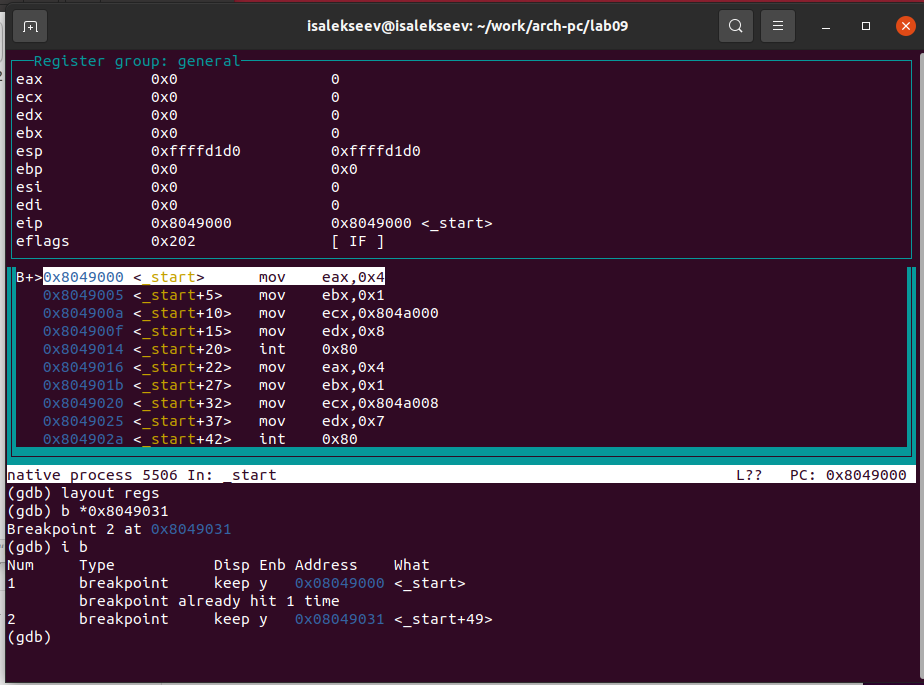 isalekseev@isalekseev: ~/work/arch-pc/lab09
Register group: general
eax 0x0 0
ecx 0x0 0
edx 0x0 0
ebx 0x0 0
esp 0xffffd1d0 0xffffd1d0
ebp 0x0 0x0
esi 0x0 0
edi 0x0 0
eip 0x8049000 0x8049000 <_start>
eflags 0x202 [ IF ]
B+>0x8049000 <_start> mov eax,0x4
0x8049005 <_start+5> mov ebx,0x1
0x804900a <_start+10> mov ecx,0x804a000
0x804900f <_start+15> mov edx,0x8
0x8049014 <_start+20> int 0x80
0x8049016 <_start+22> mov eax,0x4
0x804901b <_start+27> mov ebx,0x1
0x8049020 <_start+32> mov ecx,0x804a008
0x8049025 <_start+37> mov edx,0x7
0x804902a <_start+42> int 0x80
native process 5506 In: _start L?? PC: 0x8049000
(gdb) layout regs
(gdb) b *0x8049031
Breakpoint 2 at 0x8049031
(gdb) i b
Num Type Disp Enb Address What
1 breakpoint keep y 0x08049000 <_start>
breakpoint already hit 1 time
2 breakpoint keep y 0x08049031 <_start+49>
(gdb)